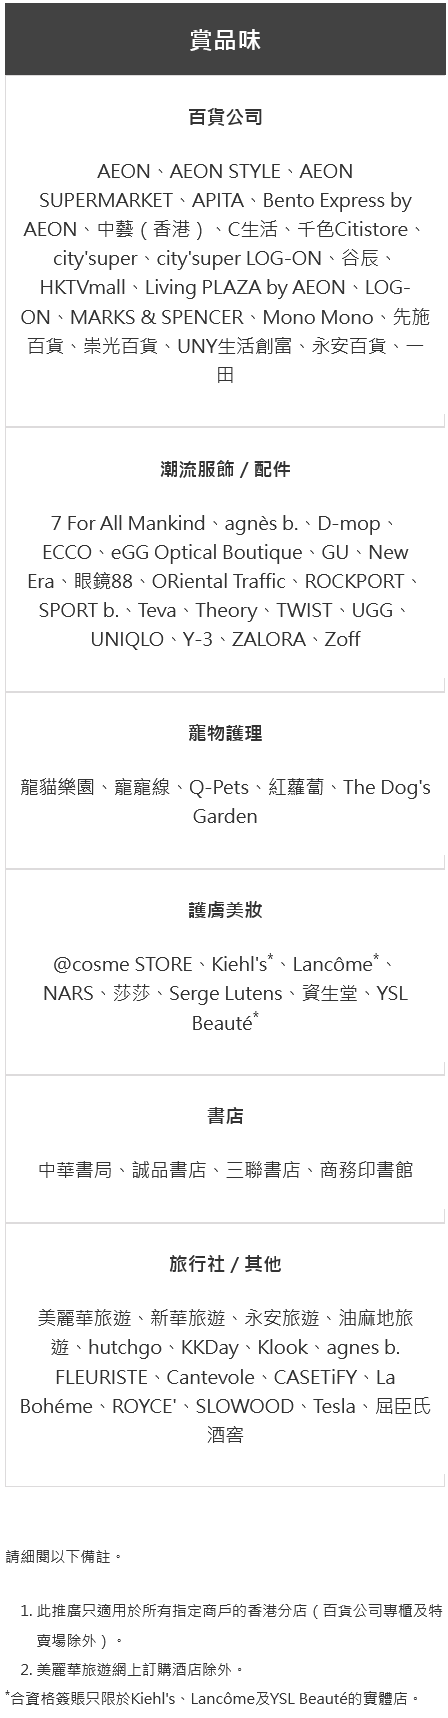 賞品味
百貨公司
AEON、AEON STYLE、AEON
SUPERMARKET、APITA、Bento Express by
AEON、中藝（香港）、C生活、千色Citistore、
city'super、city'super LOG-ON、谷辰、
HKTVmall、Living PLAZA by AEON、LOG-
ON、MARKS & SPENCER、Mono Mono、先施
百貨、崇光百貨、UNY生活創富、永安百貨、一
田
潮流服飾 / 配件
7 For All Mankind、agnès b.、D-mop、
ECCO、eGG Optical Boutique、GU、New
Era、眼鏡88、ORiental Traffic、ROCKPORT、
SPORT b.、Teva、Theory、TWIST、UGG、
UNIQLO、Y-3、ZALORA、Zoff
寵物護理
龍貓樂園、寵寵線、Q-Pets、紅蘿蔔、The Dog's
Garden
護膚美妝
@cosme STORE、Kiehl's*、Lancôme*、
NARS、莎莎、Serge Lutens、資生堂、YSL
Beauté*
書店
中華書局、誠品書店、三聯書店、商務印書館
旅行社 / 其他
美麗華旅遊、新華旅遊、永安旅遊、油麻地旅
遊、hutchgo、KKDay、Klook、agnes b.
FLEURISTE、Cantevole、CASETiFY、La
Bohéme、ROYCE'、SLOWOOD、Tesla、屈臣氏
酒窖
請細閱以下備註。
1. 此推廣只適用於所有指定商戶的香港分店（百貨公司專櫃及特
賣場除外）。
2. 美麗華旅遊網上訂購酒店除外。
*合資格簽賬只限於Kiehl's、Lancôme及YSL Beauté的實體店。